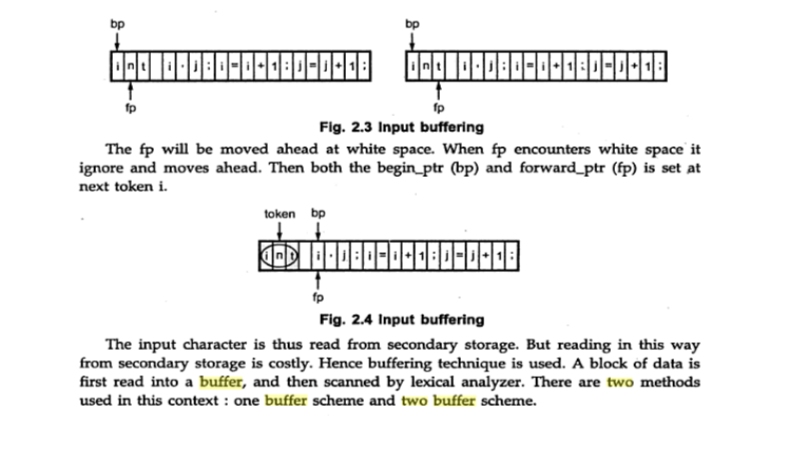 bp bp
i n t i . j ; i = i + 1 ; j = j + 1 ; i n t i . j ; i = i + 1 ; j = j + 1 ;
fp fp
Fig. 2.3 Input buffering
The fp will be moved ahead at white space. When fp encounters white space it
ignore and moves ahead. Then both the begin_ptr (bp) and forward_ptr (fp) is set at
next token i.
token bp
i n t i . j ; i = i + 1 ; j = j + 1 ;
fp
Fig. 2.4 Input buffering
The input character is thus read from secondary storage. But reading in this way
from secondary storage is costly. Hence buffering technique is used. A block of data is
first read into a buffer, and then scanned by lexical analyzer. There are two methods
used in this context : one buffer scheme and two buffer scheme.